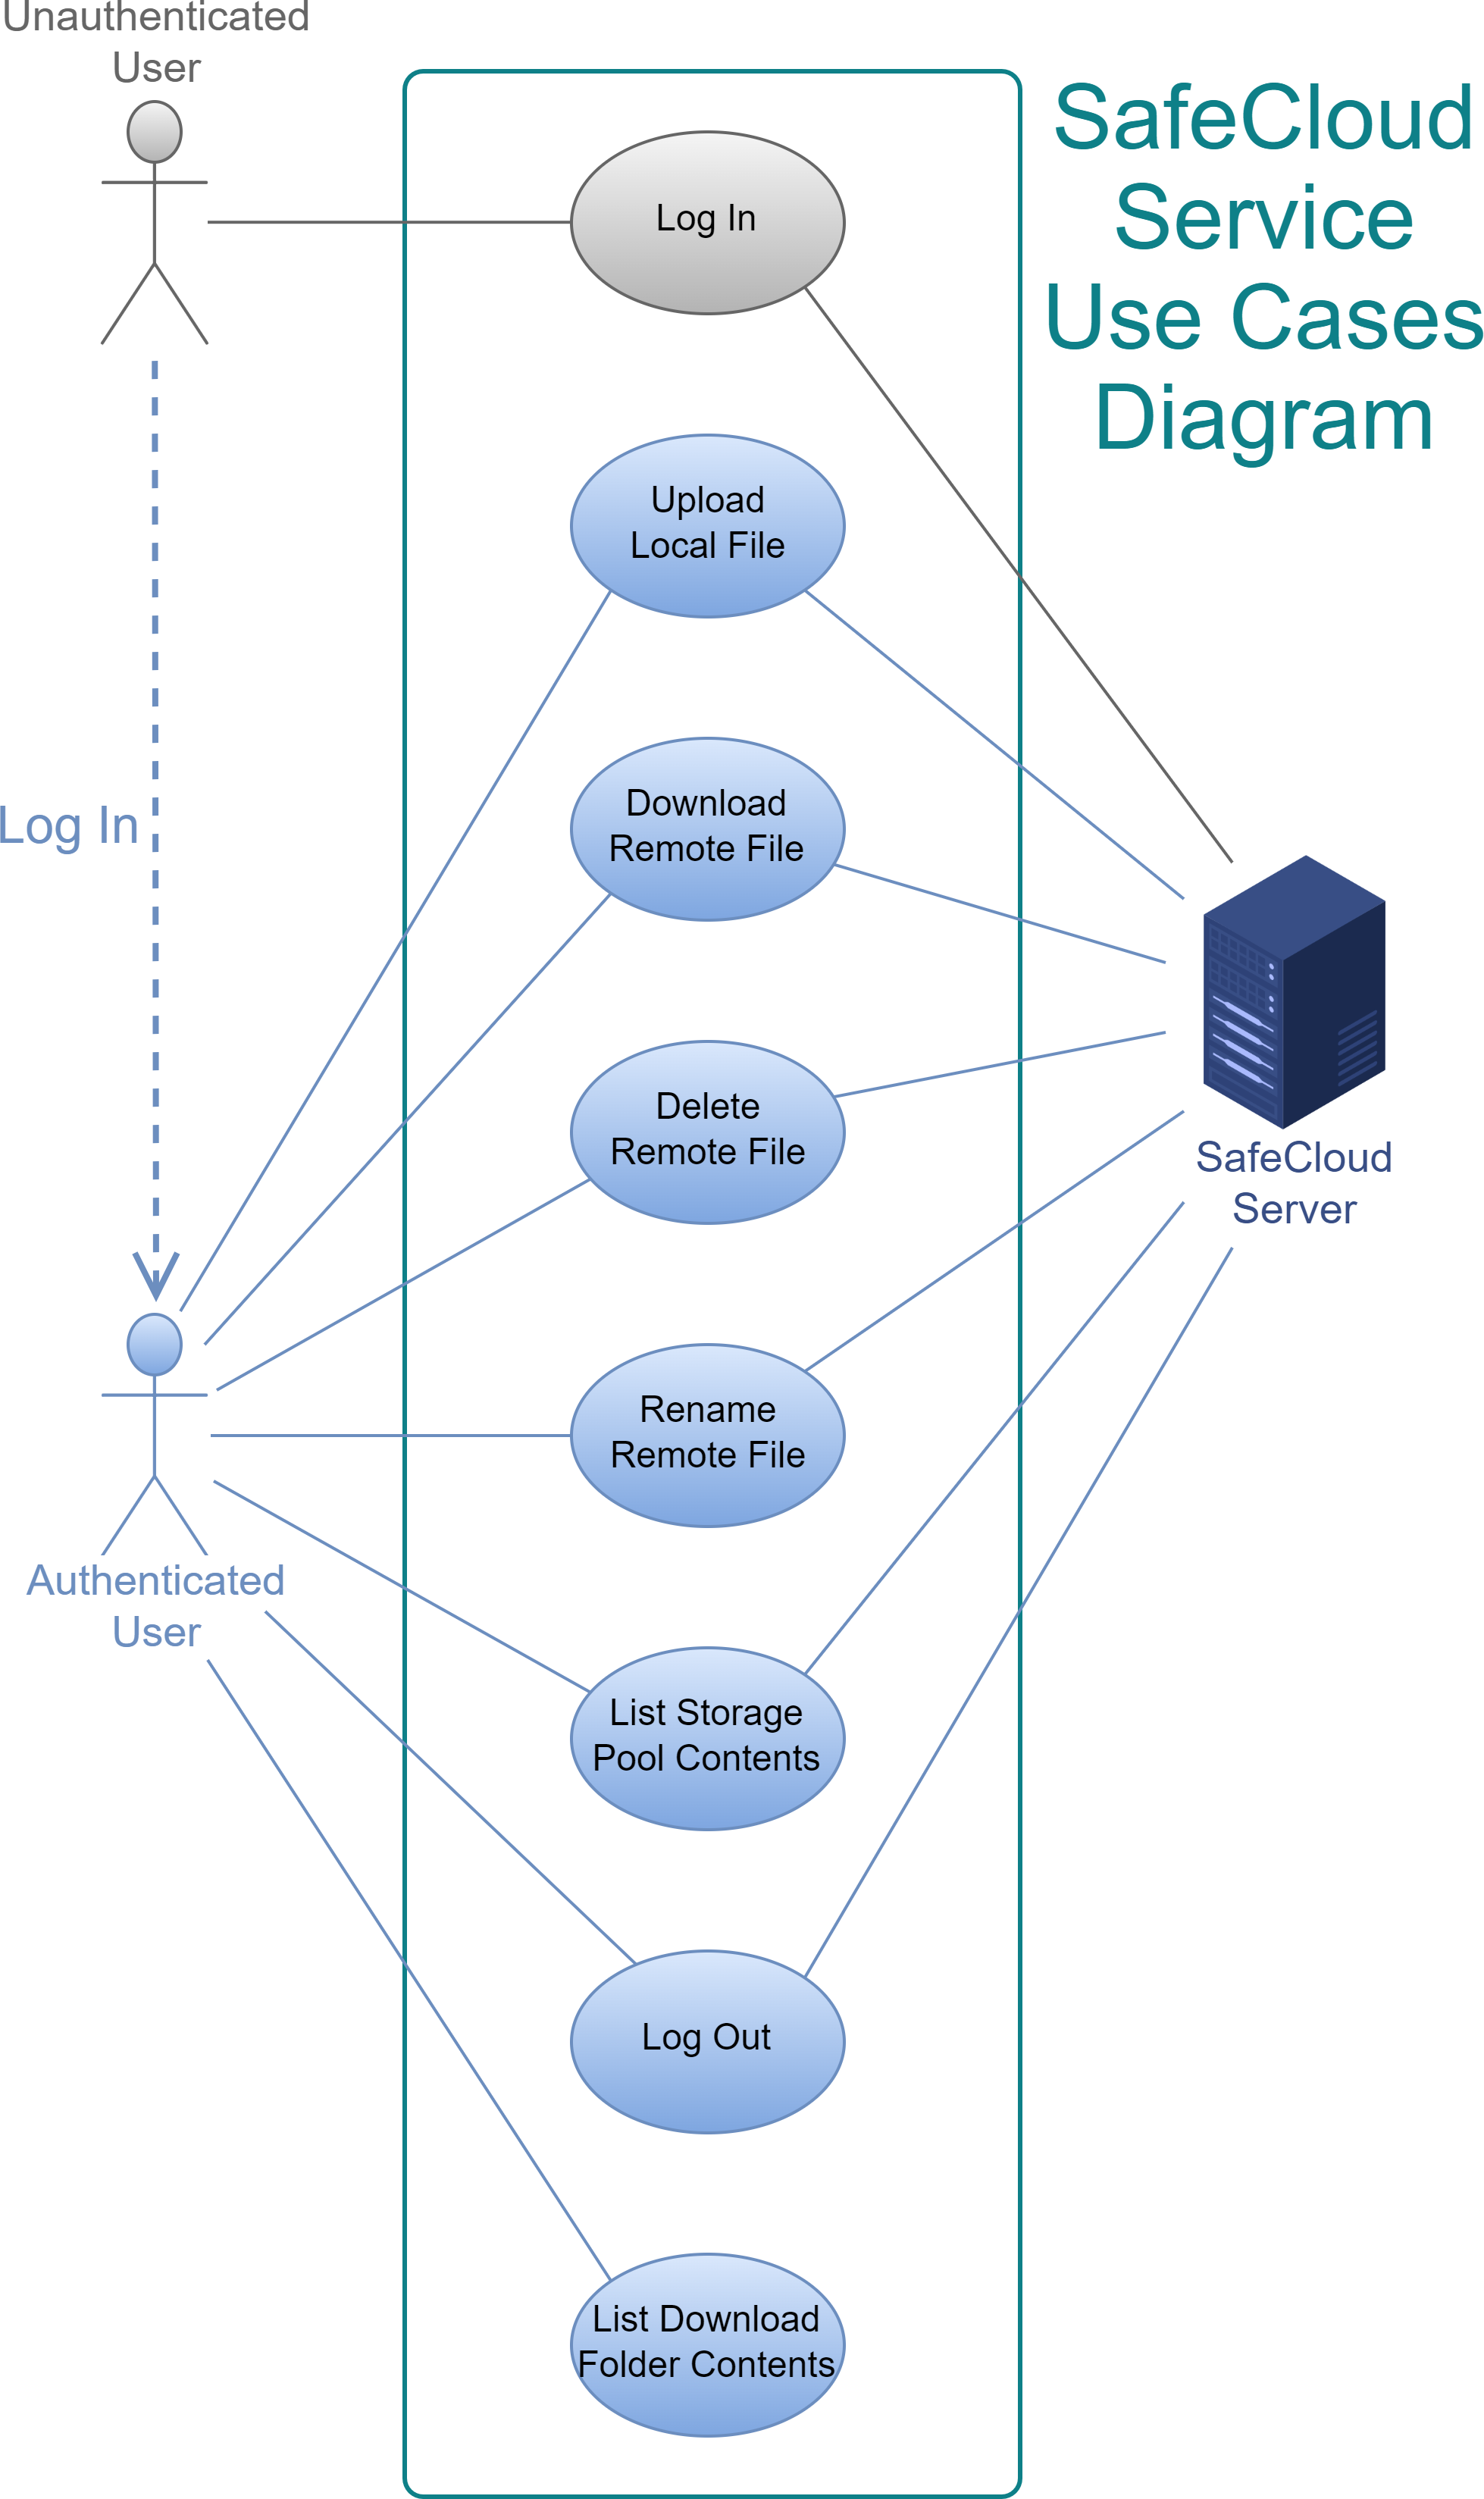 Unauthenticated
User
SafeCloud
Service
Use Cases
Diagram
Log In
Upload
Local File
Download
Remote File
Log In
Delete
Remote File
SafeCloud
Server
Rename
Remote File
Authenticated
User
List Storage
Pool Contents
Log Out
List Download
Folder Contents